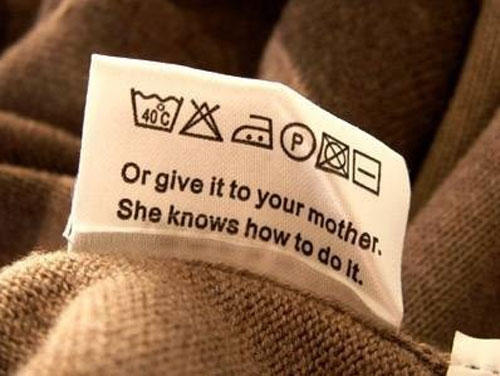 40°C P
Or give it to your mother.
She knows how to do it.